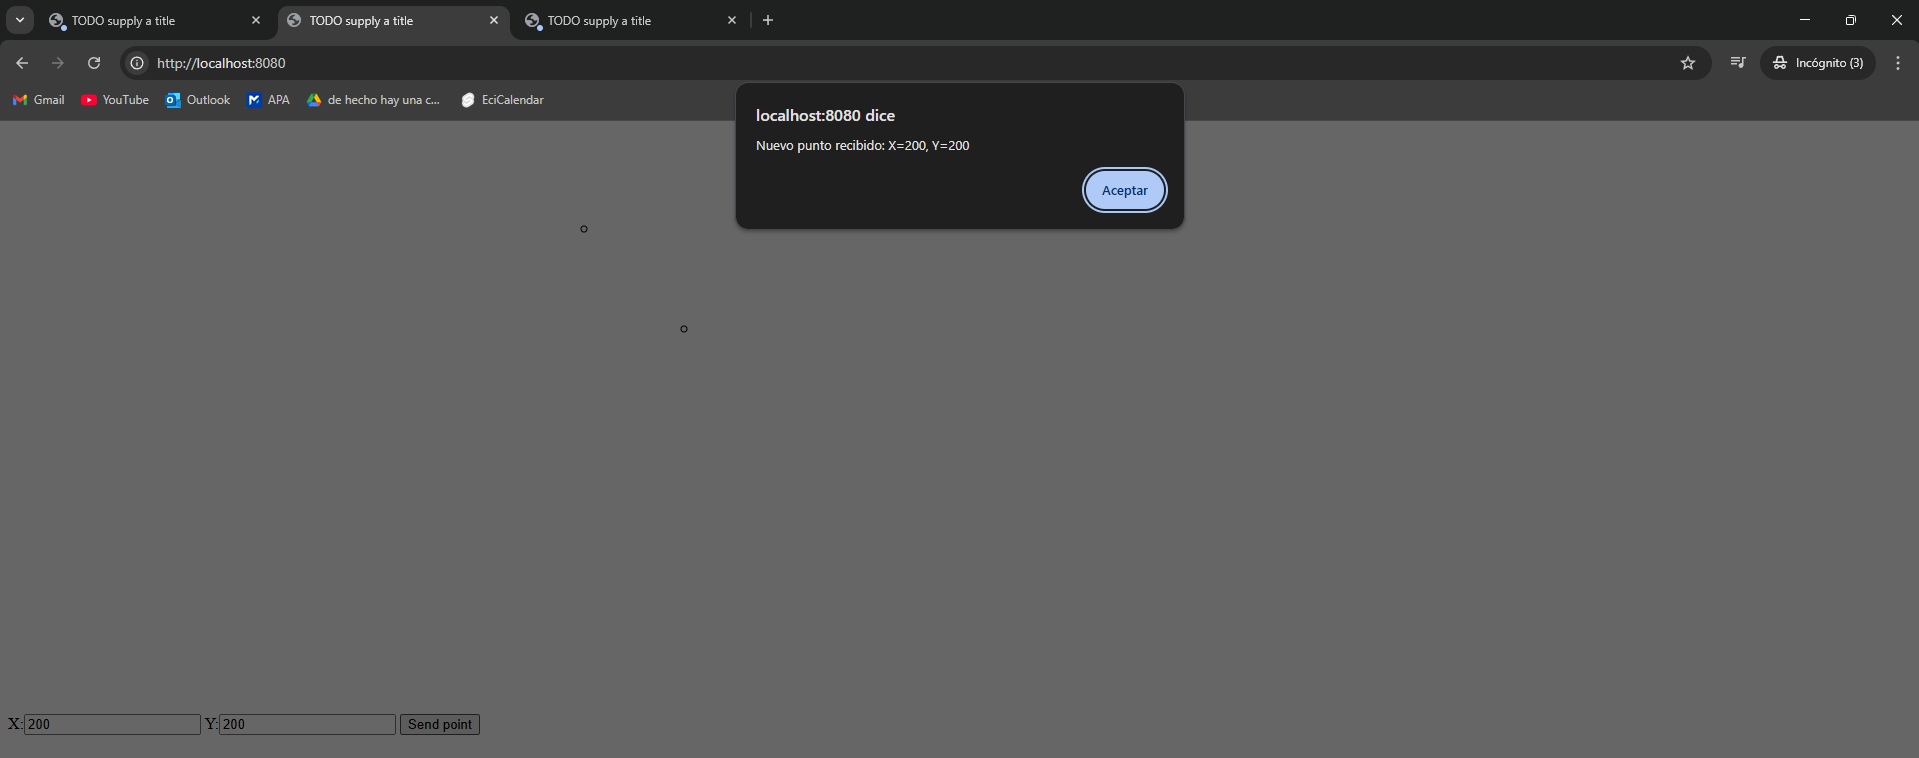 TODO supply a title
TODO supply a title
TODO supply a title
http://localhost:8080
Incógnito (3)
Gmail
YouTube
Outlook
APA
de hecho hay una c...
EciCalendar
localhost:8080 dice
Nuevo punto recibido: X=200, Y=200
Aceptar
X: 200 Y: 200 Send point